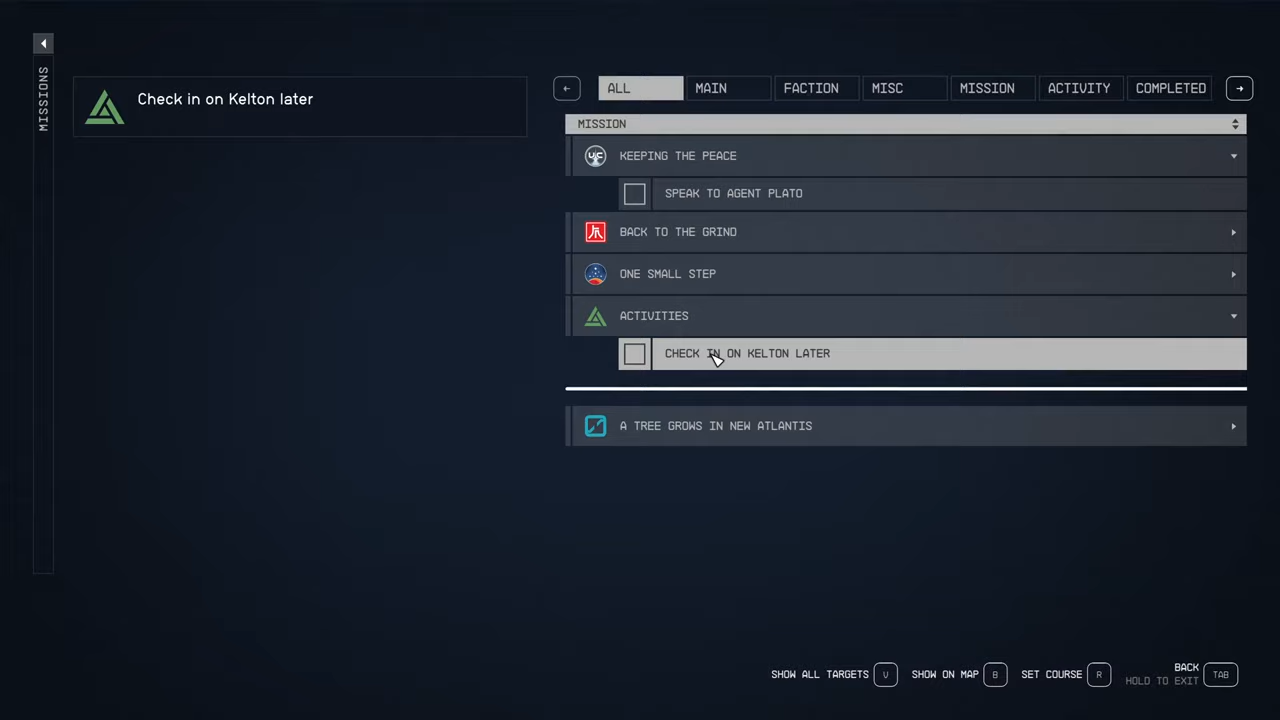 MISSIONS
Check in on Kelton later
ALL MAIN FACTION MISC MISSION ACTIVITY COMPLETED
MISSION
UC KEEPING THE PEACE
SPEAK TO AGENT PLATO
BACK TO THE GRIND
ONE SMALL STEP
ACTIVITIES
CHECK IN ON KELTON LATER
A TREE GROWS IN NEW ATLANTIS
SHOW ALL TARGETS V SHOW ON MAP B SET COURSE R BACK TAB
HOLD TO EXIT